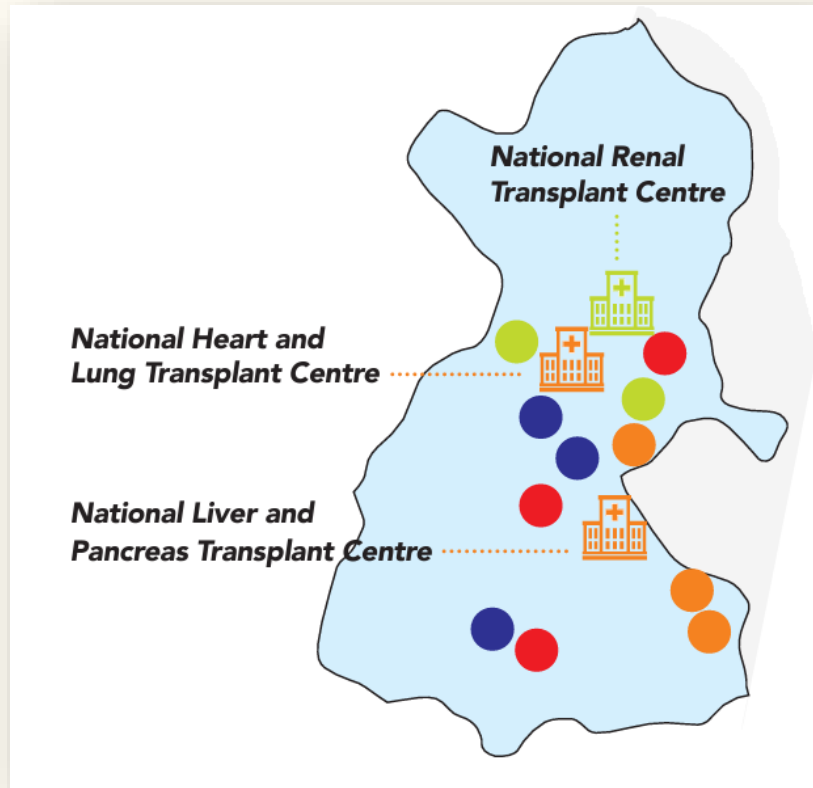 National Renal
Transplant Centre
National Heart and
Lung Transplant Centre
National Liver and
Pancreas Transplant Centre